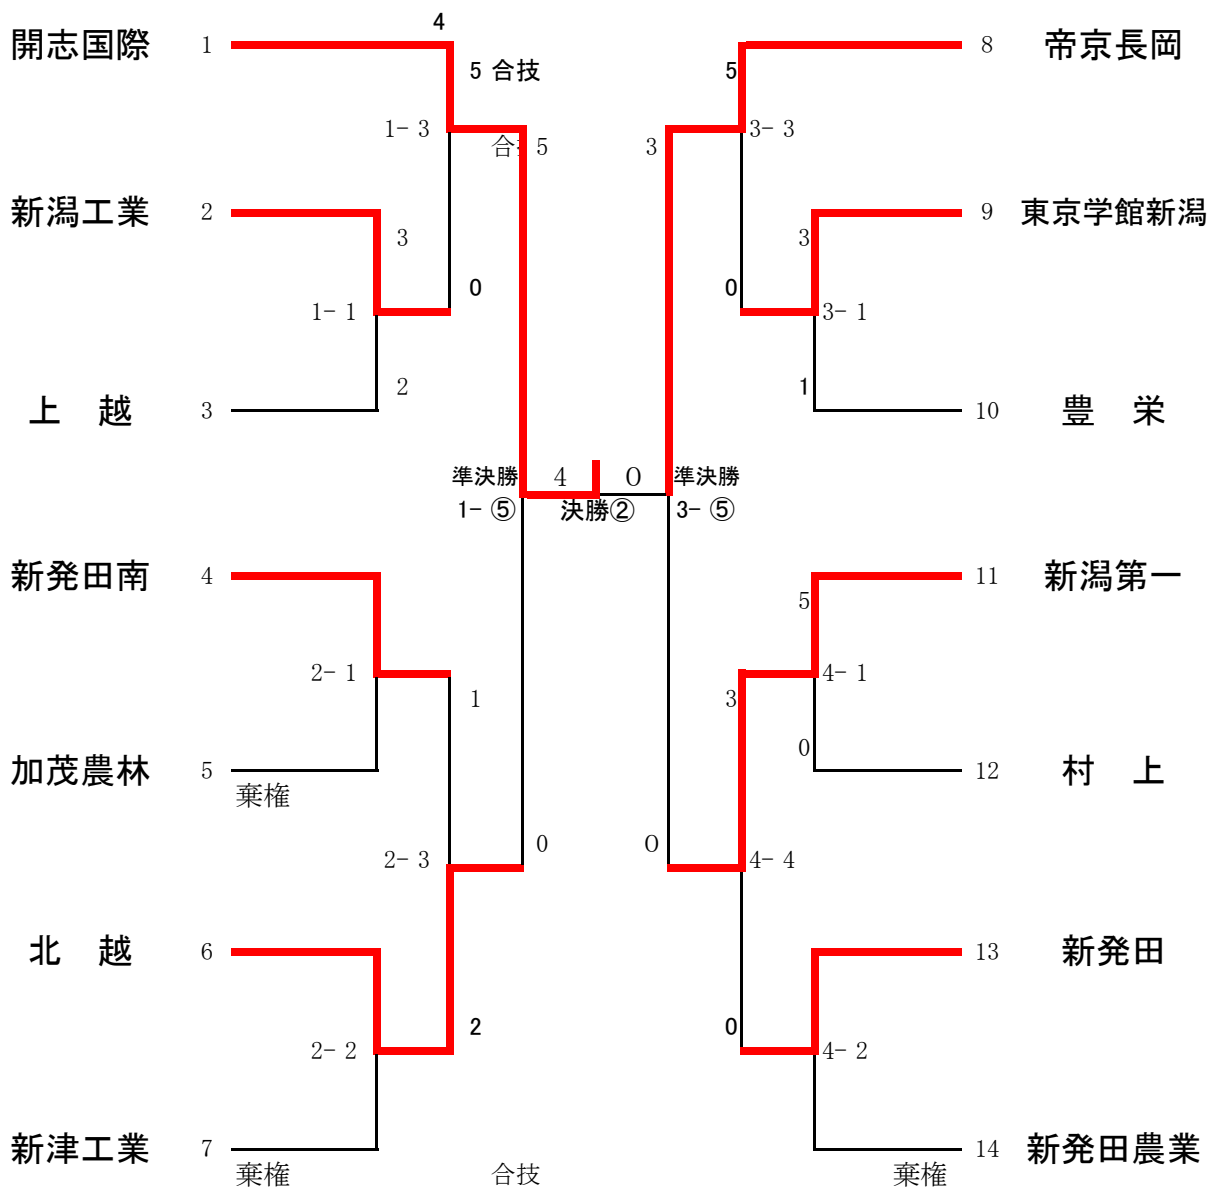 4
開志国際 1 5 合技 5 8 帝京長岡
1- 3 合 5 3 3- 3
新潟工業 2 3 3 9 東京学館新潟
0 0
1- 1 3- 1
2 1
上 越 3 10 豊 栄
準決勝 4 0 準決勝
1- ⑤ 決勝② 3- ⑤
新発田南 4 5 11 新潟第一
2- 1 1 3 4- 1
0
加茂農林 5 12 村 上
棄権
2- 3 0 0 4- 4
北 越 6 13 新発田
2 0
2- 2 4- 2
新津工業 7 14 新発田農業
棄権 合技 棄権